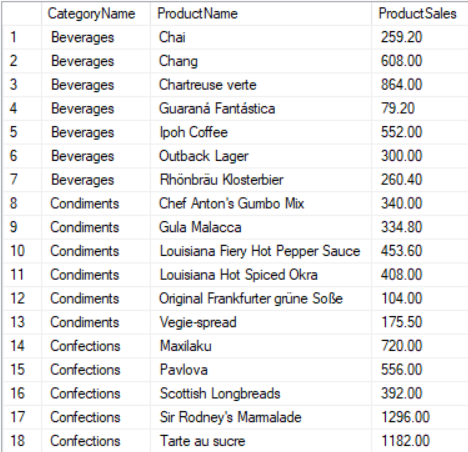 CategoryName ProductName ProductSales
1 Beverages Chai 259.20
2 Beverages Chang 608.00
3 Beverages Chartreuse verte 864.00
4 Beverages Guaraná Fantástica 79.20
5 Beverages Ipoh Coffee 552.00
6 Beverages Outback Lager 300.00
7 Beverages Rhönbräu Klosterbier 260.40
8 Condiments Chef Anton's Gumbo Mix 340.00
9 Condiments Gula Malacca 334.80
10 Condiments Louisiana Fiery Hot Pepper Sauce 453.60
11 Condiments Louisiana Hot Spiced Okra 408.00
12 Condiments Original Frankfurter grüne Soße 104.00
13 Condiments Vegie-spread 175.50
14 Confections Maxilaku 720.00
15 Confections Pavlova 556.00
16 Confections Scottish Longbreads 392.00
17 Confections Sir Rodney's Marmalade 1296.00
18 Confections Tarte au sucre 1182.00